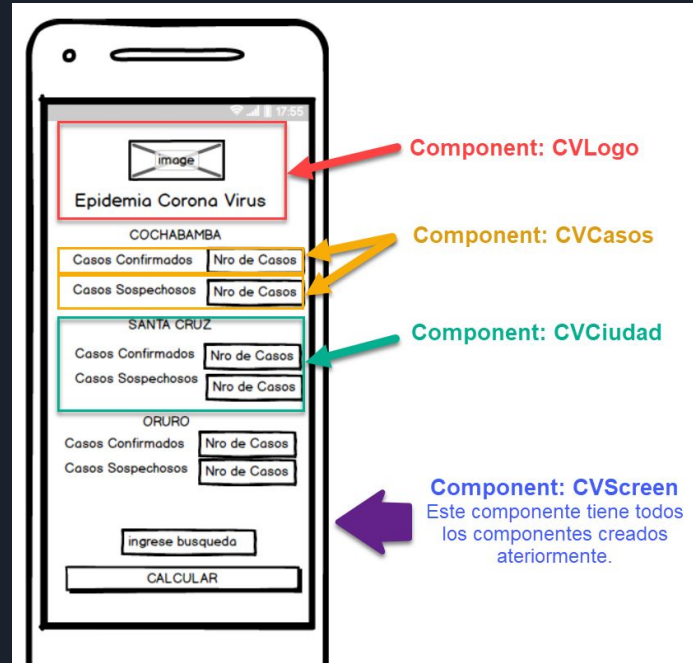 17:55
image
Epidemia Corona Virus
Component: CVLogo
COCHABAMBA
Casos Confirmados Nro de Casos
Casos Sospechosos Nro de Casos
Component: CVCasos
SANTA CRUZ
Casos Confirmados Nro de Casos
Casos Sospechosos Nro de Casos
Component: CVCiudad
ORURO
Casos Confirmados Nro de Casos
Casos Sospechosos Nro de Casos
ingrese busqueda
CALCULAR
Component: CVScreen
Este componente tiene todos
los componentes creados
ateriormente.